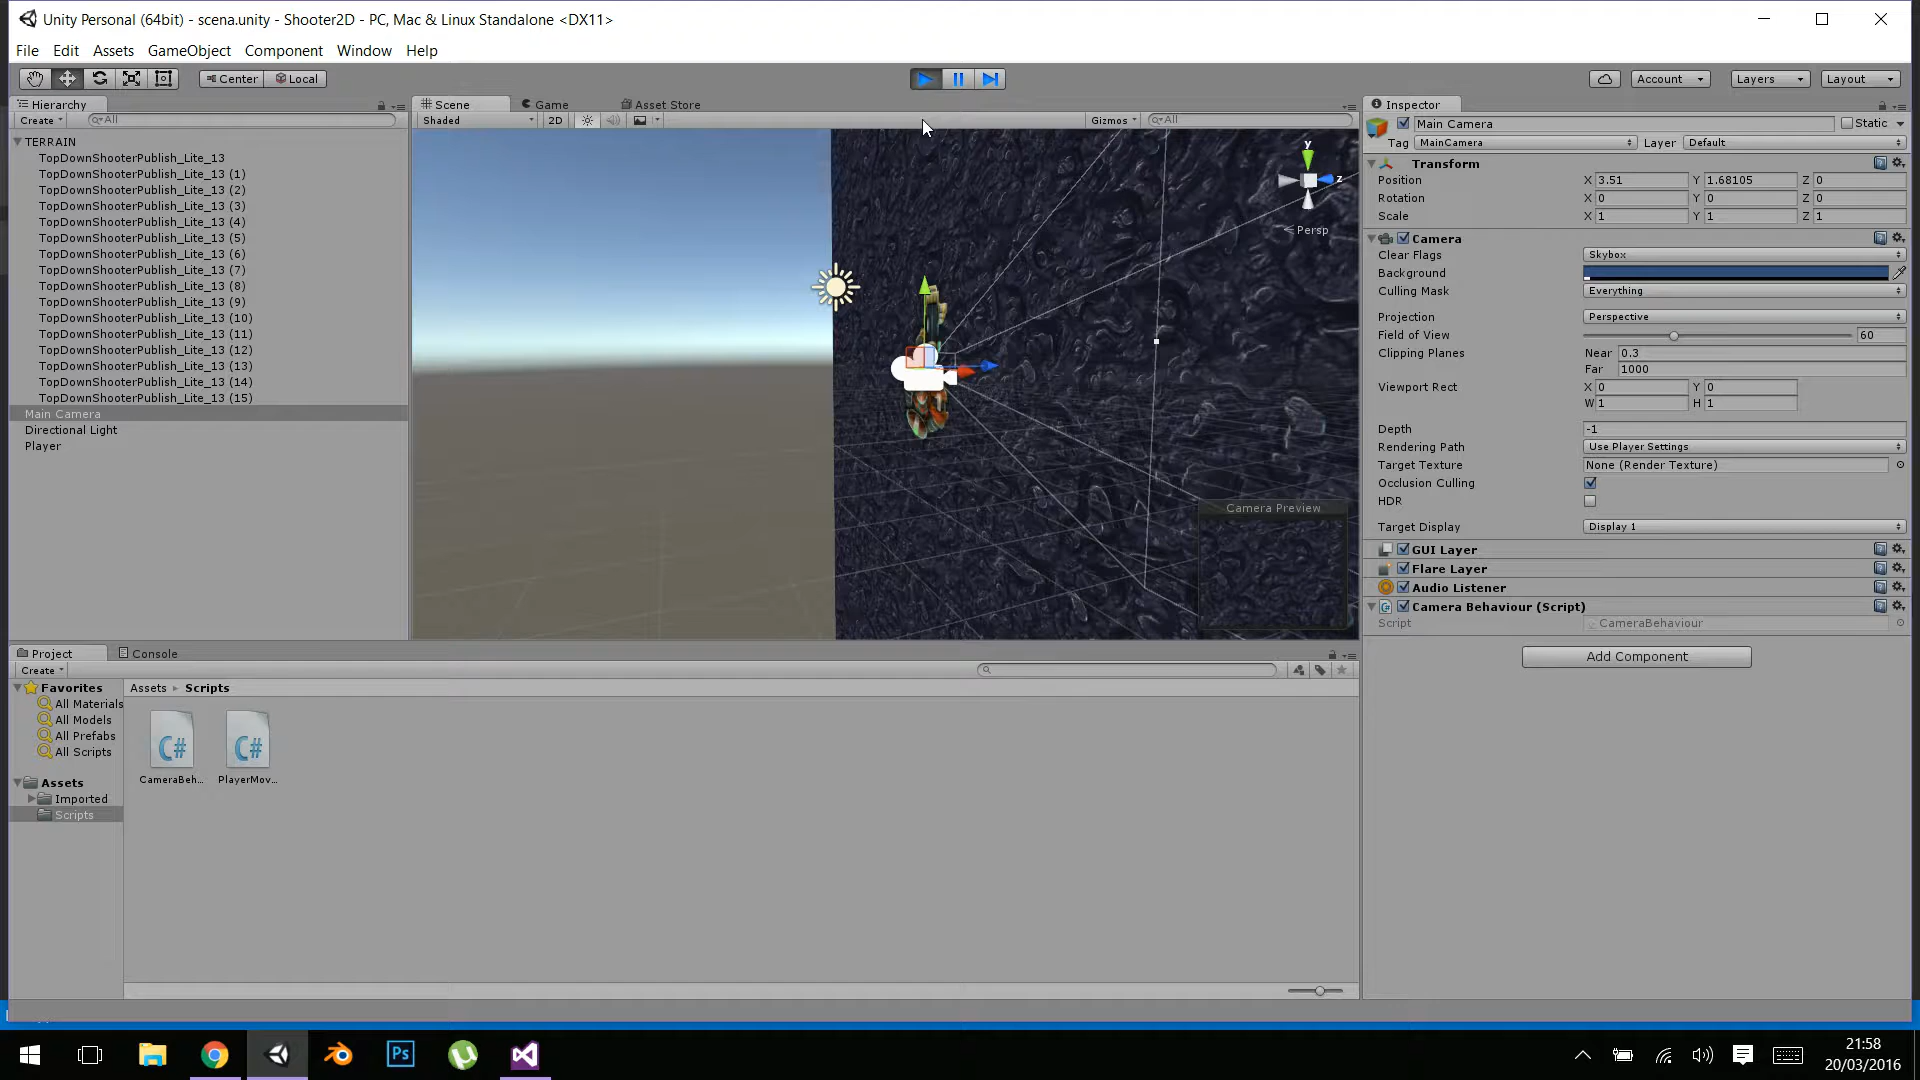 Unity Personal (64bit) - scena.unity - Shooter2D - PC, Mac & Linux Standalone <DX11>
File Edit Assets GameObject Component Window Help
Center Local Account Layers Layout
Hierarchy
Create All
TERRAIN
TopDownShooterPublish_Lite_13
TopDownShooterPublish_Lite_13 (1)
TopDownShooterPublish_Lite_13 (2)
TopDownShooterPublish_Lite_13 (3)
TopDownShooterPublish_Lite_13 (4)
TopDownShooterPublish_Lite_13 (5)
TopDownShooterPublish_Lite_13 (6)
TopDownShooterPublish_Lite_13 (7)
TopDownShooterPublish_Lite_13 (8)
TopDownShooterPublish_Lite_13 (9)
TopDownShooterPublish_Lite_13 (10)
TopDownShooterPublish_Lite_13 (11)
TopDownShooterPublish_Lite_13 (12)
TopDownShooterPublish_Lite_13 (13)
TopDownShooterPublish_Lite_13 (14)
TopDownShooterPublish_Lite_13 (15)
Main Camera
Directional Light
Player
Scene Game Asset Store
Shaded 2D Gizmos All
y
z
Persp
Camera Preview
Inspector
Main Camera Static
Tag MainCamera Layer Default
Transform
Position X 3.51 Y 1.68105 Z 0
Rotation X 0 Y 0 Z 0
Scale X 1 Y 1 Z 1
Camera
Clear Flags Skybox
Background
Culling Mask Everything
Projection Perspective
Field of View 60
Clipping Planes Near 0.3
Far 1000
Viewport Rect X 0 Y 0
W 1 H 1
Depth -1
Rendering Path Use Player Settings
Target Texture None (Render Texture)
Occlusion Culling
HDR
Target Display Display 1
GUI Layer
Flare Layer
Audio Listener
Camera Behaviour (Script)
Script CameraBehaviour
Add Component
Project Console
Create
Favorites
All Materials
All Models
All Prefabs
All Scripts
Assets
Imported
Scripts
Assets Scripts
C# C#
CameraBeh... PlayerMov...
Ps
21:58
20/03/2016